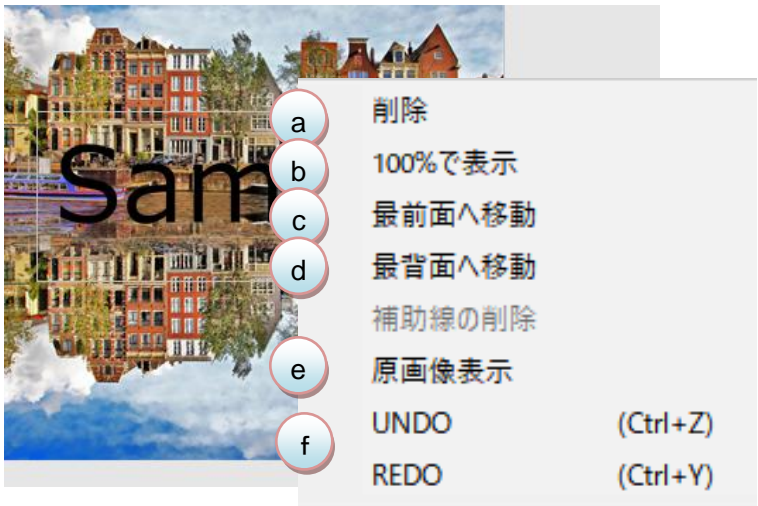 Sam
a 削除
b 100%で表示
c 最前面へ移動
d 最背面へ移動
補助線の削除
e 原画像表示
f UNDO (Ctrl+Z)
REDO (Ctrl+Y)